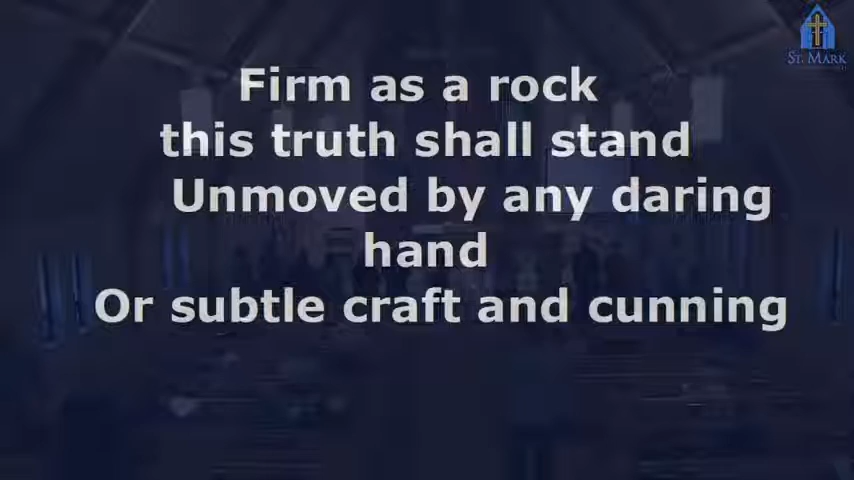 Firm as a rock
this truth shall stand
Unmoved by any daring
hand
Or subtle craft and cunning
St. Mark